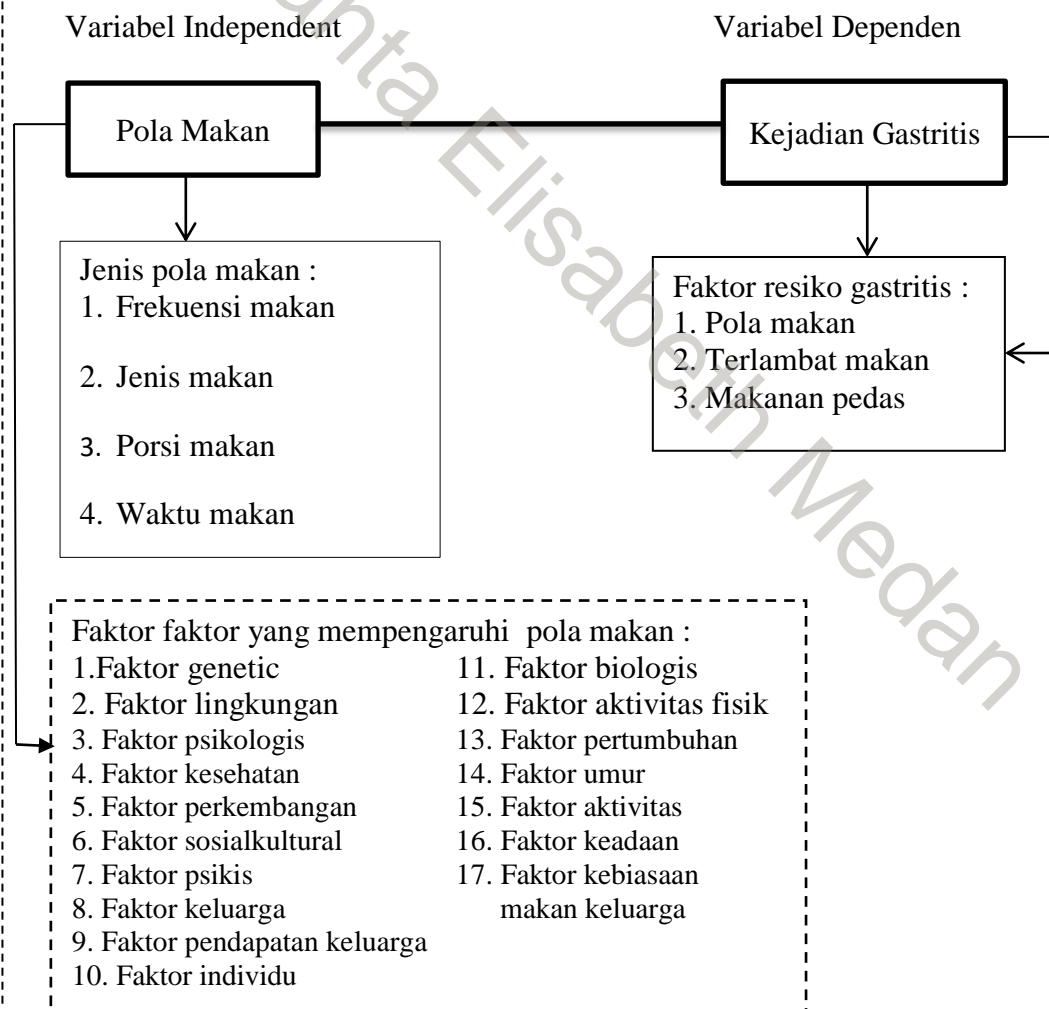 Variabel Independent
Variabel Dependen
Pola Makan
Kejadian Gastritis
Jenis pola makan :
1. Frekuensi makan
2. Jenis makan
3. Porsi makan
4. Waktu makan
Faktor resiko gastritis :
1. Pola makan
2. Terlambat makan
3. Makanan pedas
Faktor faktor yang mempengaruhi pola makan :
1.Faktor genetic
2. Faktor lingkungan
3. Faktor psikologis
4. Faktor kesehatan
5. Faktor perkembangan
6. Faktor sosialkultural
7. Faktor psikis
8. Faktor keluarga
9. Faktor pendapatan keluarga
10. Faktor individu
11. Faktor biologis
12. Faktor aktivitas fisik
13. Faktor pertumbuhan
14. Faktor umur
15. Faktor aktivitas
16. Faktor keadaan
17. Faktor kebiasaan
makan keluarga
Elisabeth Medan